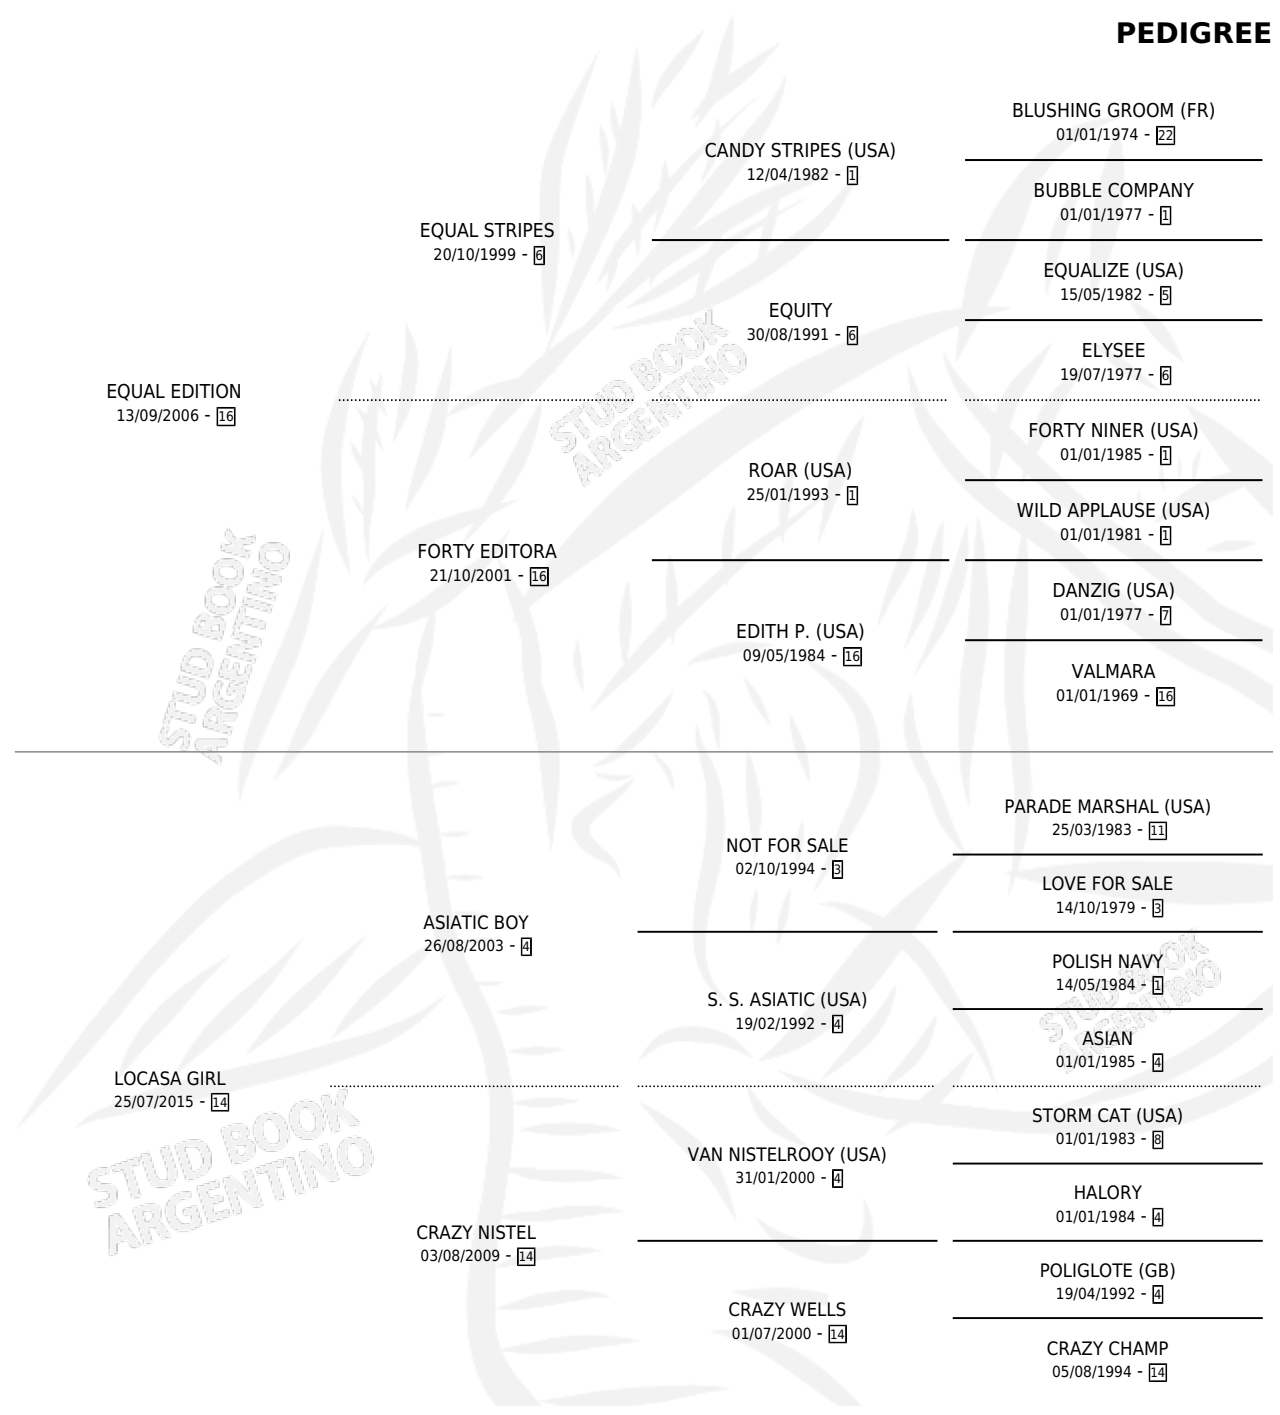 PEDIGREE
BLUSHING GROOM (FR)
01/01/1974 - 22
CANDY STRIPES (USA)
12/04/1982 - 1
BUBBLE COMPANY
01/01/1977 - 1
EQUAL STRIPES
20/10/1999 - 6
EQUALIZE (USA)
15/05/1982 - 5
EQUITY
30/08/1991 - 6
ELYSEE
19/07/1977 - 6
EQUAL EDITION
13/09/2006 - 16
FORTY NINER (USA)
01/01/1985 - 1
ROAR (USA)
25/01/1993 - 1
WILD APPLAUSE (USA)
01/01/1981 - 1
FORTY EDITORA
21/10/2001 - 16
DANZIG (USA)
01/01/1977 - 7
EDITH P. (USA)
09/05/1984 - 16
VALMARA
01/01/1969 - 16
PARADE MARSHAL (USA)
25/03/1983 - 11
NOT FOR SALE
02/10/1994 - 3
LOVE FOR SALE
14/10/1979 - 3
ASIATIC BOY
26/08/2003 - 4
POLISH NAVY
14/05/1984 - 1
S. S. ASIATIC (USA)
19/02/1992 - 4
ASIAN
01/01/1985 - 4
LOCASA GIRL
25/07/2015 - 14
STORM CAT (USA)
01/01/1983 - 8
VAN NISTELROOY (USA)
31/01/2000 - 4
HALORY
01/01/1984 - 4
CRAZY NISTEL
03/08/2009 - 14
POLIGLOTE (GB)
19/04/1992 - 4
CRAZY WELLS
01/07/2000 - 14
CRAZY CHAMP
05/08/1994 - 14
STUD BOOK
ARGENTINO
STUD BOOK
ARGENTINO
STUD BOOK
ARGENTINO
STUD BOOK
ARGENTINO